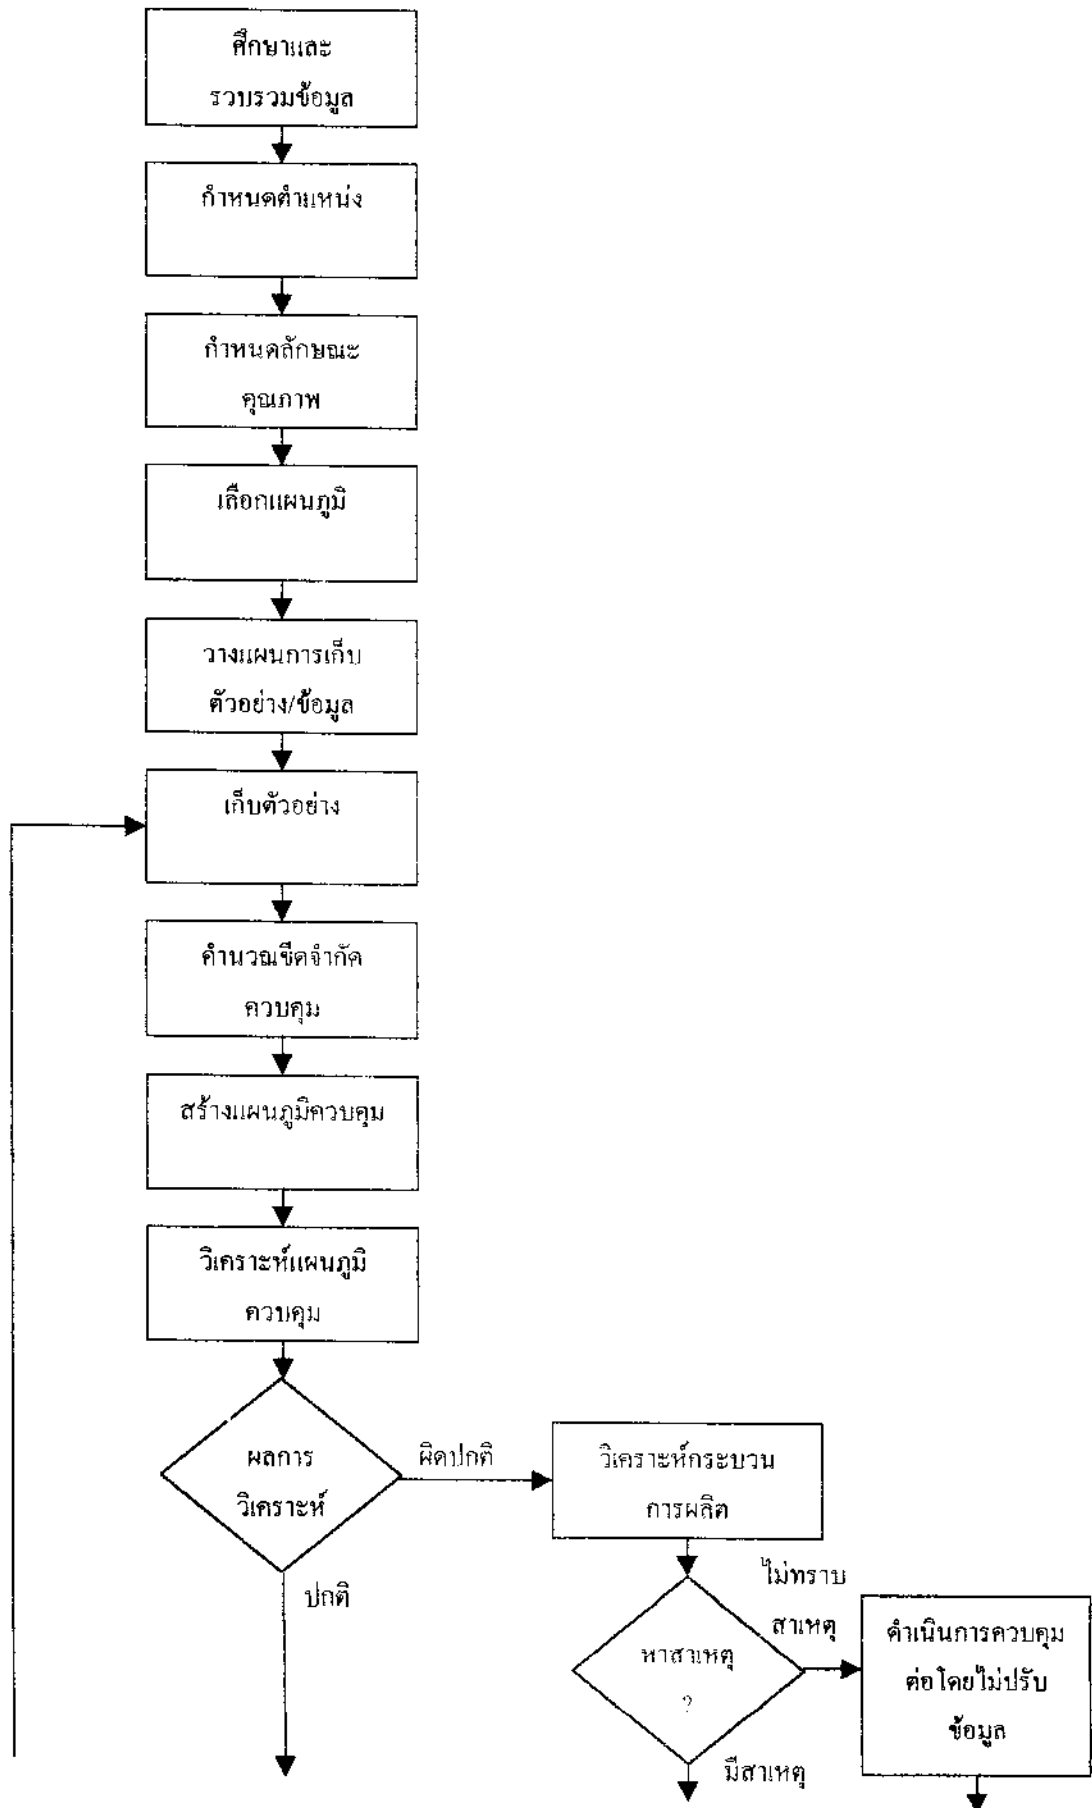 ศึกษาและ
รวบรวมข้อมูล
กำหนดตำแหน่ง
กำหนดลักษณะ
คุณภาพ
เลือกแผนภูมิ
วางแผนการเก็บ
ตัวอย่าง/ข้อมูล
เก็บตัวอย่าง
คำนวณขีดจำกัด
ควบคุม
สร้างแผนภูมิควบคุม
วิเคราะห์แผนภูมิ
ควบคุม
ผลการ
วิเคราะห์
ผิดปกติ
วิเคราะห์กระบวน
การผลิต
ปกติ
ไม่ทราบ
สาเหตุ
หาสาเหตุ
?
ดำเนินการควบคุม
ต่อโดยไม่ปรับ
ข้อมูล
มีสาเหตุ